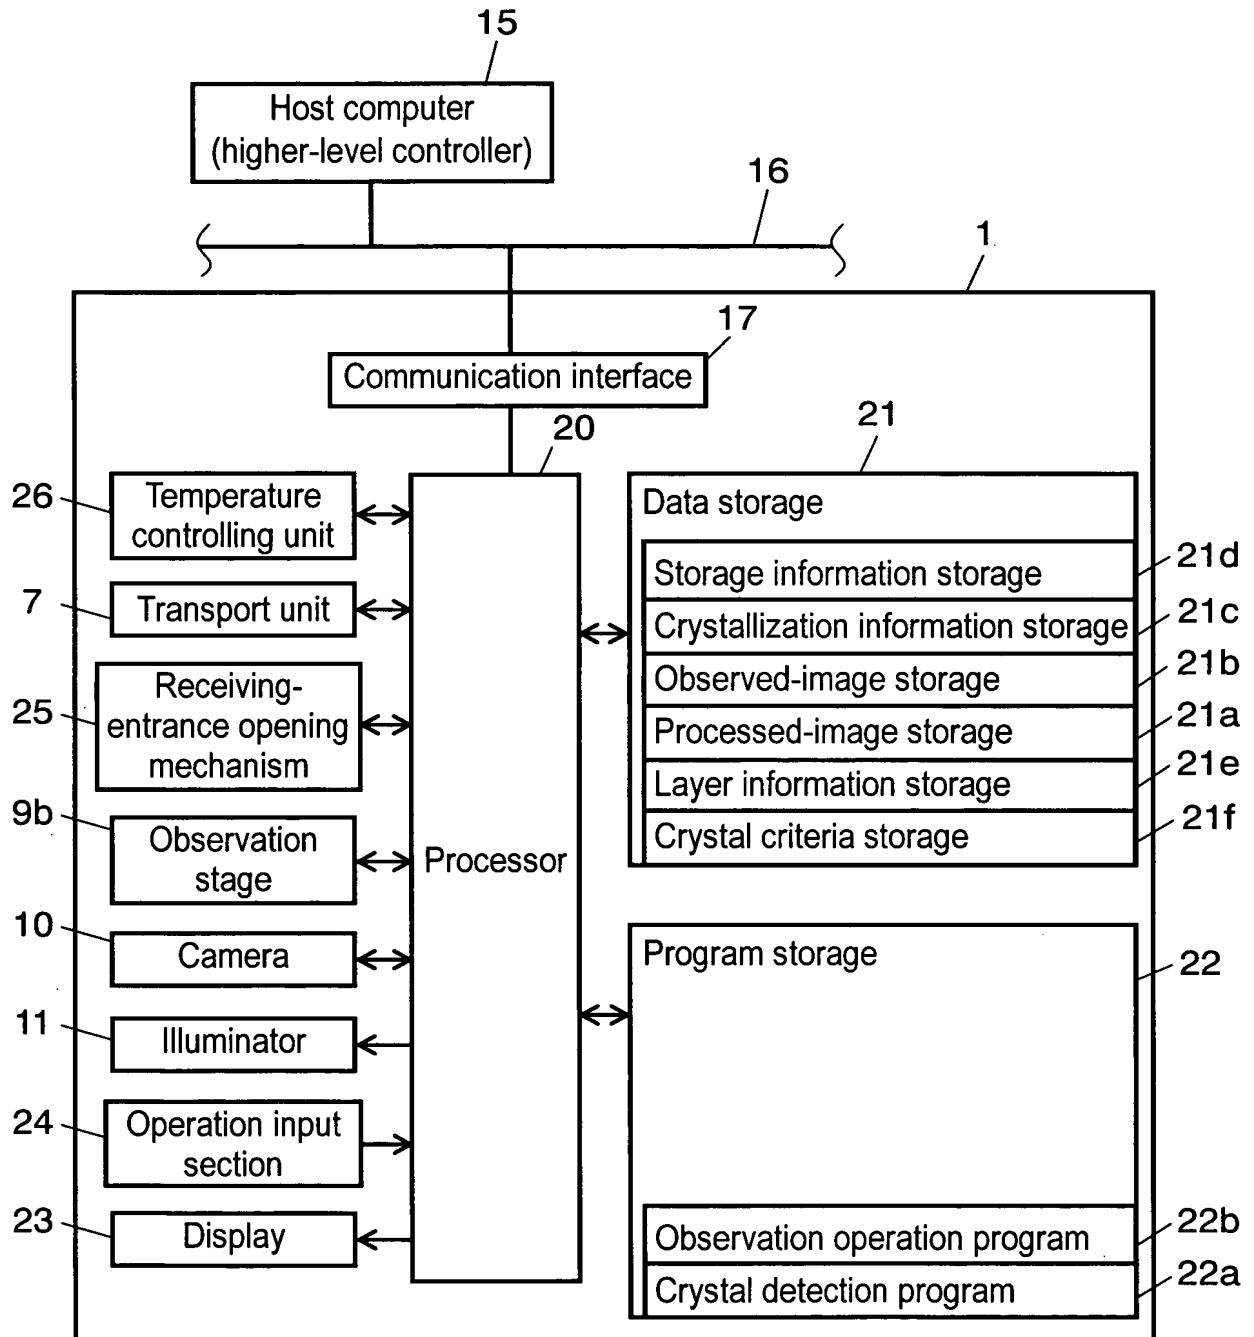 15
Host computer
(higher-level controller)
16
1
17
Communication interface
20
21
26
Temperature
controlling unit
Data storage
21d
Storage information storage
7
Transport unit
21c
Crystallization information storage
21b
Observed-image storage
25
Receiving-
entrance opening
mechanism
21a
Processed-image storage
21e
Layer information storage
9b
Observation
stage
Processor
21f
Crystal criteria storage
10
Camera
Program storage
22
11
Illuminator
24
Operation input
section
23
Display
22b
Observation operation program
22a
Crystal detection program